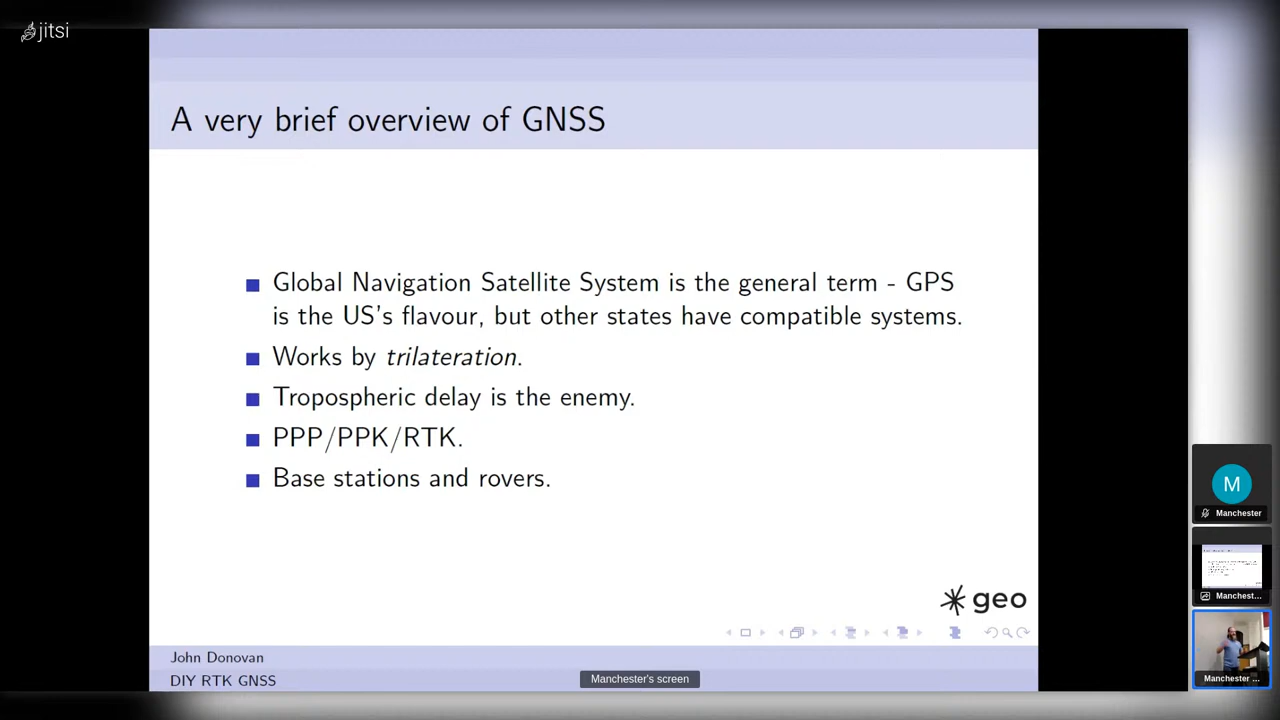 jitsi
A very brief overview of GNSS
Global Navigation Satellite System is the general term - GPS
is the US's flavour, but other states have compatible systems.
Works by trilateration.
Tropospheric delay is the enemy.
PPP/PPK/RTK.
Base stations and rovers.
geo
John Donovan
DIY RTK GNSS
Manchester's screen
M
Manchester
Manchest...
Manchester ...